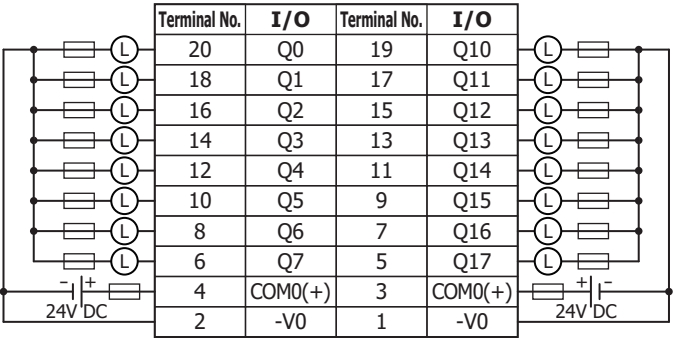 Terminal No. I/O Terminal No. I/O
L 20 Q0 19 Q10 L
L 18 Q1 17 Q11 L
L 16 Q2 15 Q12 L
L 14 Q3 13 Q13 L
L 12 Q4 11 Q14 L
L 10 Q5 9 Q15 L
L 8 Q6 7 Q16 L
L 6 Q7 5 Q17 L
- + 4 COM0(+) 3 COM0(+) + -
24V DC 2 -V0 1 -V0 24V DC